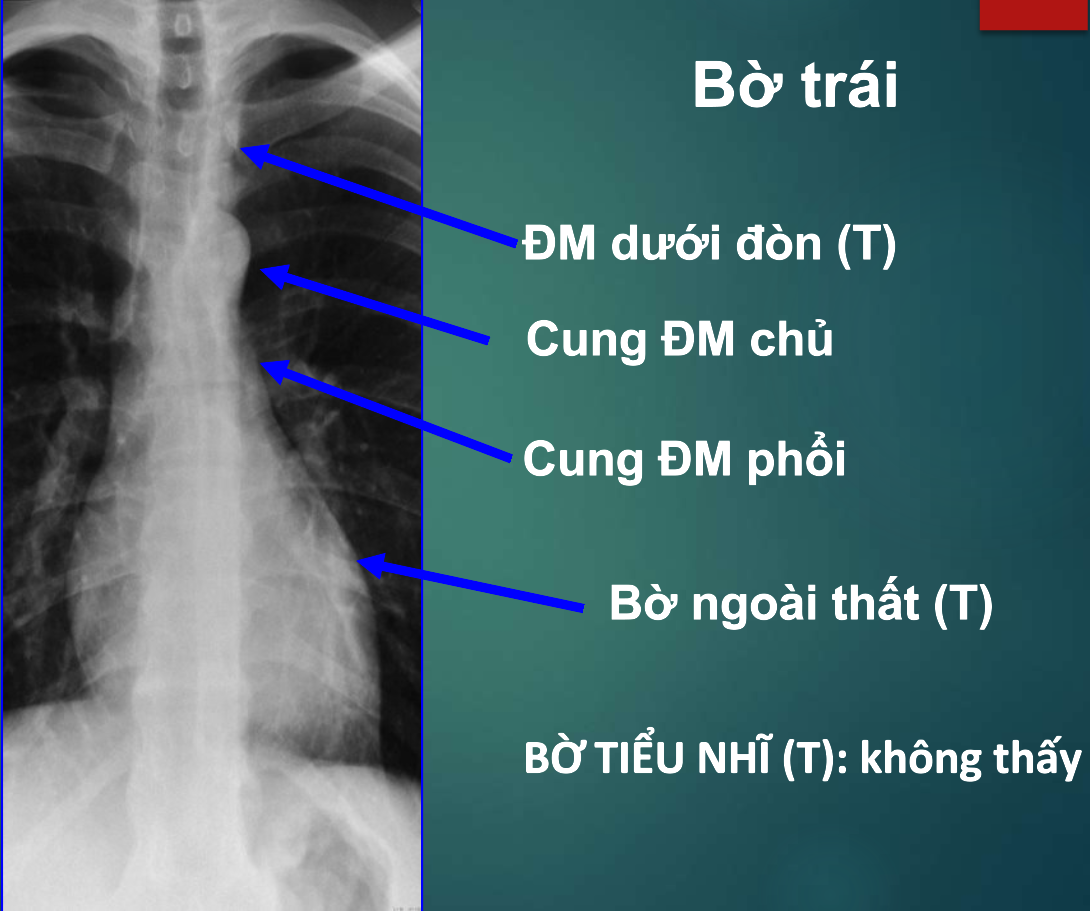 Bờ trái
ĐM dưới đòn (T)
Cung ĐM chủ
Cung ĐM phổi
Bờ ngoài thất (T)
BỜ TIỂU NHĨ (T): không thấy